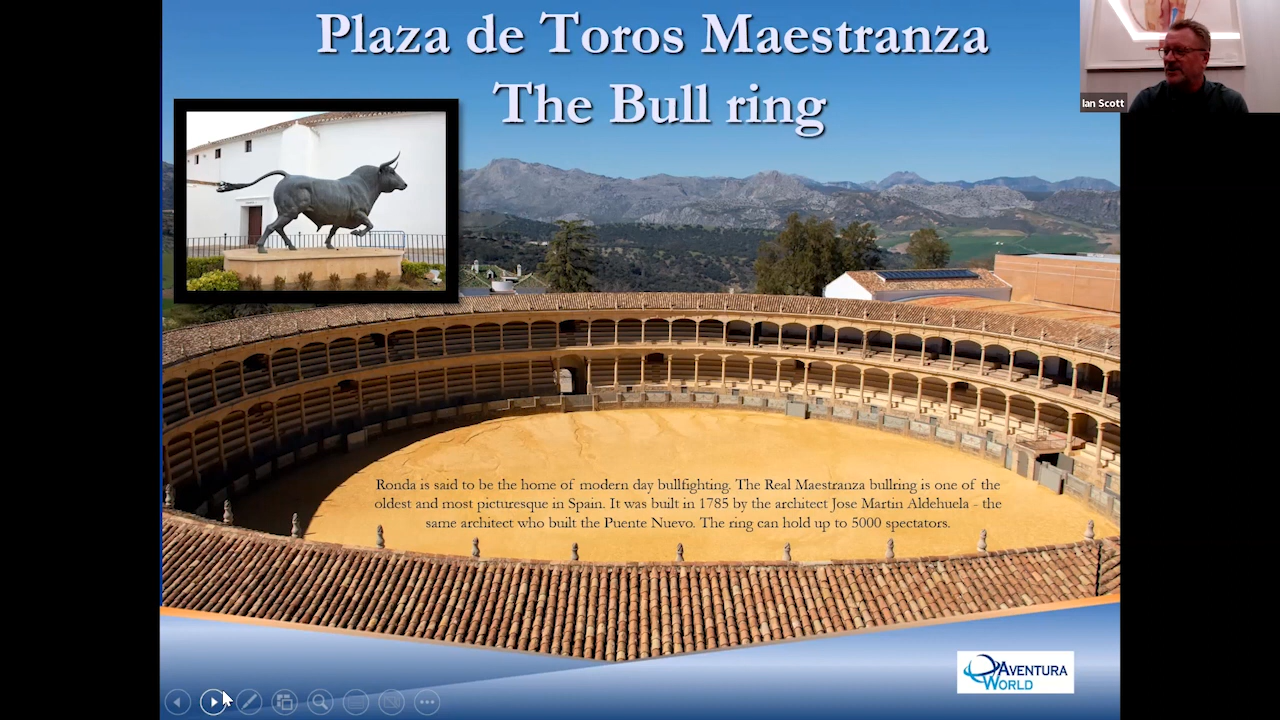 Plaza de Toros Maestranza
The Bull ring
Ian Scott
Ronda is said to be the home of modern day bullfighting. The Real Maestranza bullring is one of the
oldest and most picturesque in Spain. It was built in 1785 by the architect Jose Martin Aldehuela - the
same architect who built the Puente Nuevo. The ring can hold up to 5000 spectators.
AVENTURA
WORLD